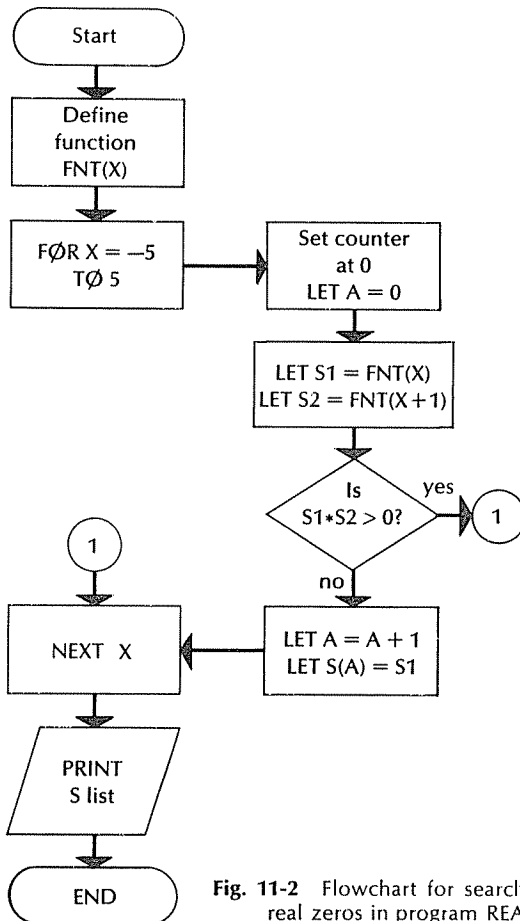 Start
Define
function
FNT(X)
FØR X = −5
TØ 5
Set counter
at 0
LET A = 0
LET S1 = FNT(X)
LET S2 = FNT(X+1)
Is
S1*S2 > 0?
yes
1
no
LET A = A + 1
LET S(A) = S1
1
NEXT X
PRINT
S list
END
Fig. 11-2 Flowchart for search
real zeros in program REA